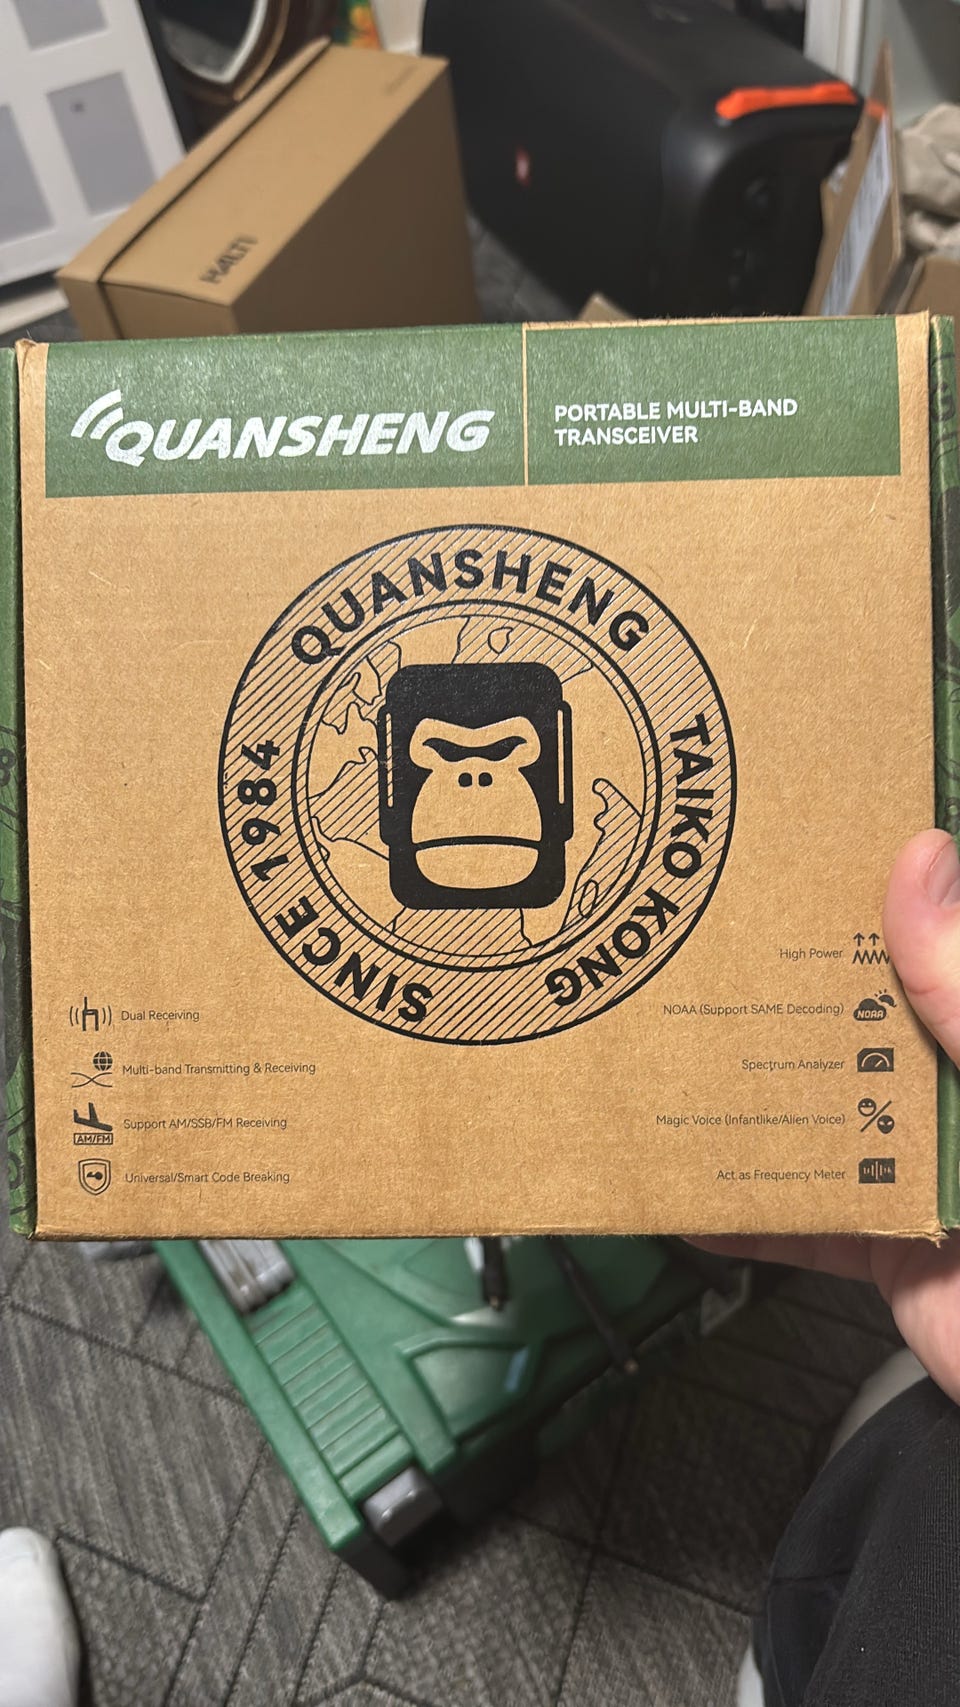 HALTI
QUANSHENG
PORTABLE MULTI-BAND
TRANSCEIVER
QUANSHENG
TAIKO KONG
SINCE 1984
Dual Receiving
Multi-band Transmitting & Receiving
AM/FM
Support AM/SSB/FM Receiving
Universal/Smart Code Breaking
High Power
NOAA (Support SAME Decoding)
NOAA
Spectrum Analyzer
Magic Voice (Infantlike/Alien Voice)
Act as Frequency Meter